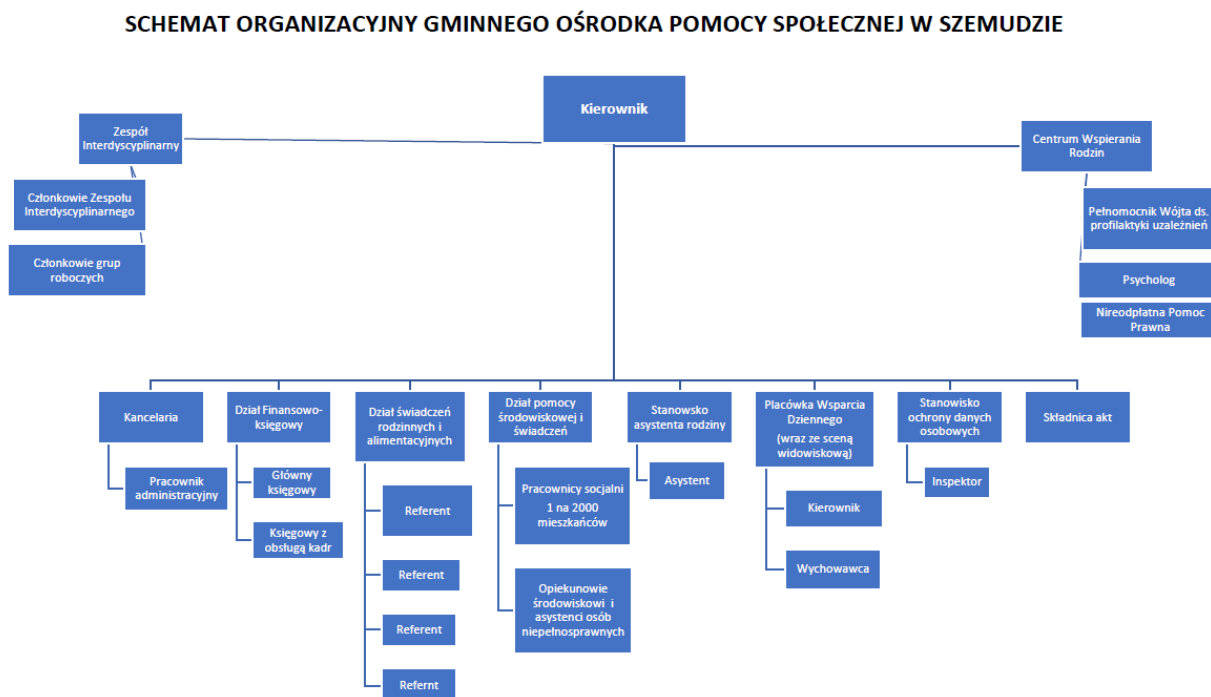 SCHEMAT ORGANIZACYJNY GMINNEGO OŚRODKA POMOCY SPOŁECZNEJ W SZEMUDZIE
Kierownik
Zespół
Interdyscyplinarny
Członkowie Zespołu
Interdyscyplinarnego
Członkowie grup
roboczych
Centrum Wspierania
Rodzin
Pełnomocnik Wójta ds.
profilaktyki uzależnień
Psycholog
Nireodpłatna Pomoc
Prawna
Kancelaria
Pracownik
administracyjny
Dział Finansowo-
księgowy
Główny
księgowy
Księgowy z
obsługą kadr
Dział świadczeń
rodzinnych i
alimentacyjnych
Referent
Referent
Referent
Refernt
Dział pomocy
środowiskowej i
świadczeń
Pracownicy socjalni
1 na 2000
mieszkańców
Opiekunowie
środowiskowi i
asystenci osób
niepełnosprawnych
Stanowsko
asystenta rodziny
Asystent
Placówka Wsparcia
Dziennego
(wraz ze sceną
widowiskową)
Kierownik
Wychowawca
Stanowisko
ochrony danych
osobowych
Inspektor
Składnica akt